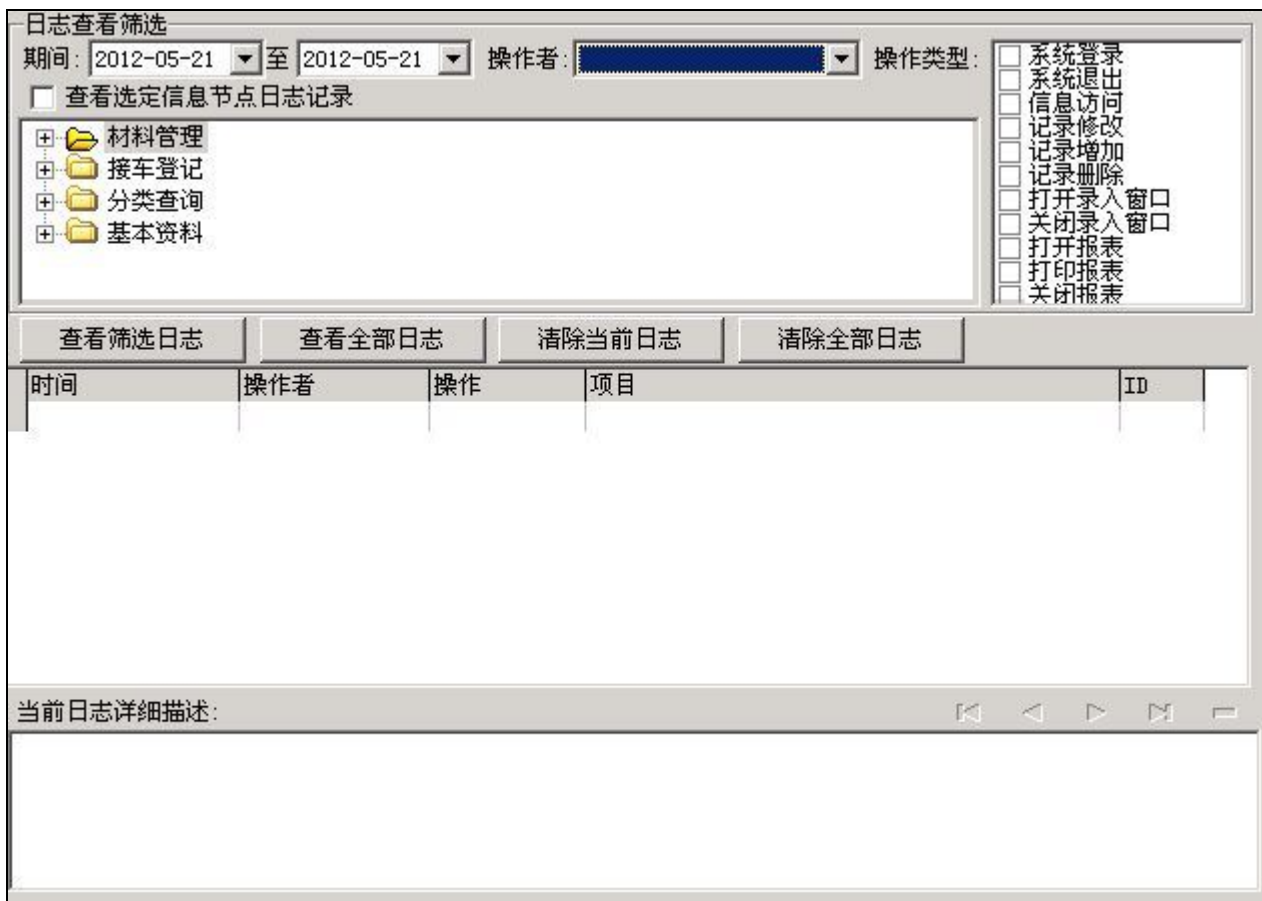 日志查看筛选
期间: 2012-05-21 至 2012-05-21 操作者: 操作类型:
系统登录
系统退出
信息访问
记录修改
记录增加
记录删除
打开录入窗口
关闭录入窗口
打开报表
打印报表
关闭报表
查看选定信息节点日志记录
材料管理
接车登记
分类查询
基本资料
查看筛选日志 查看全部日志 清除当前日志 清除全部日志
时间 操作者 操作 项目 ID
当前日志详细描述: